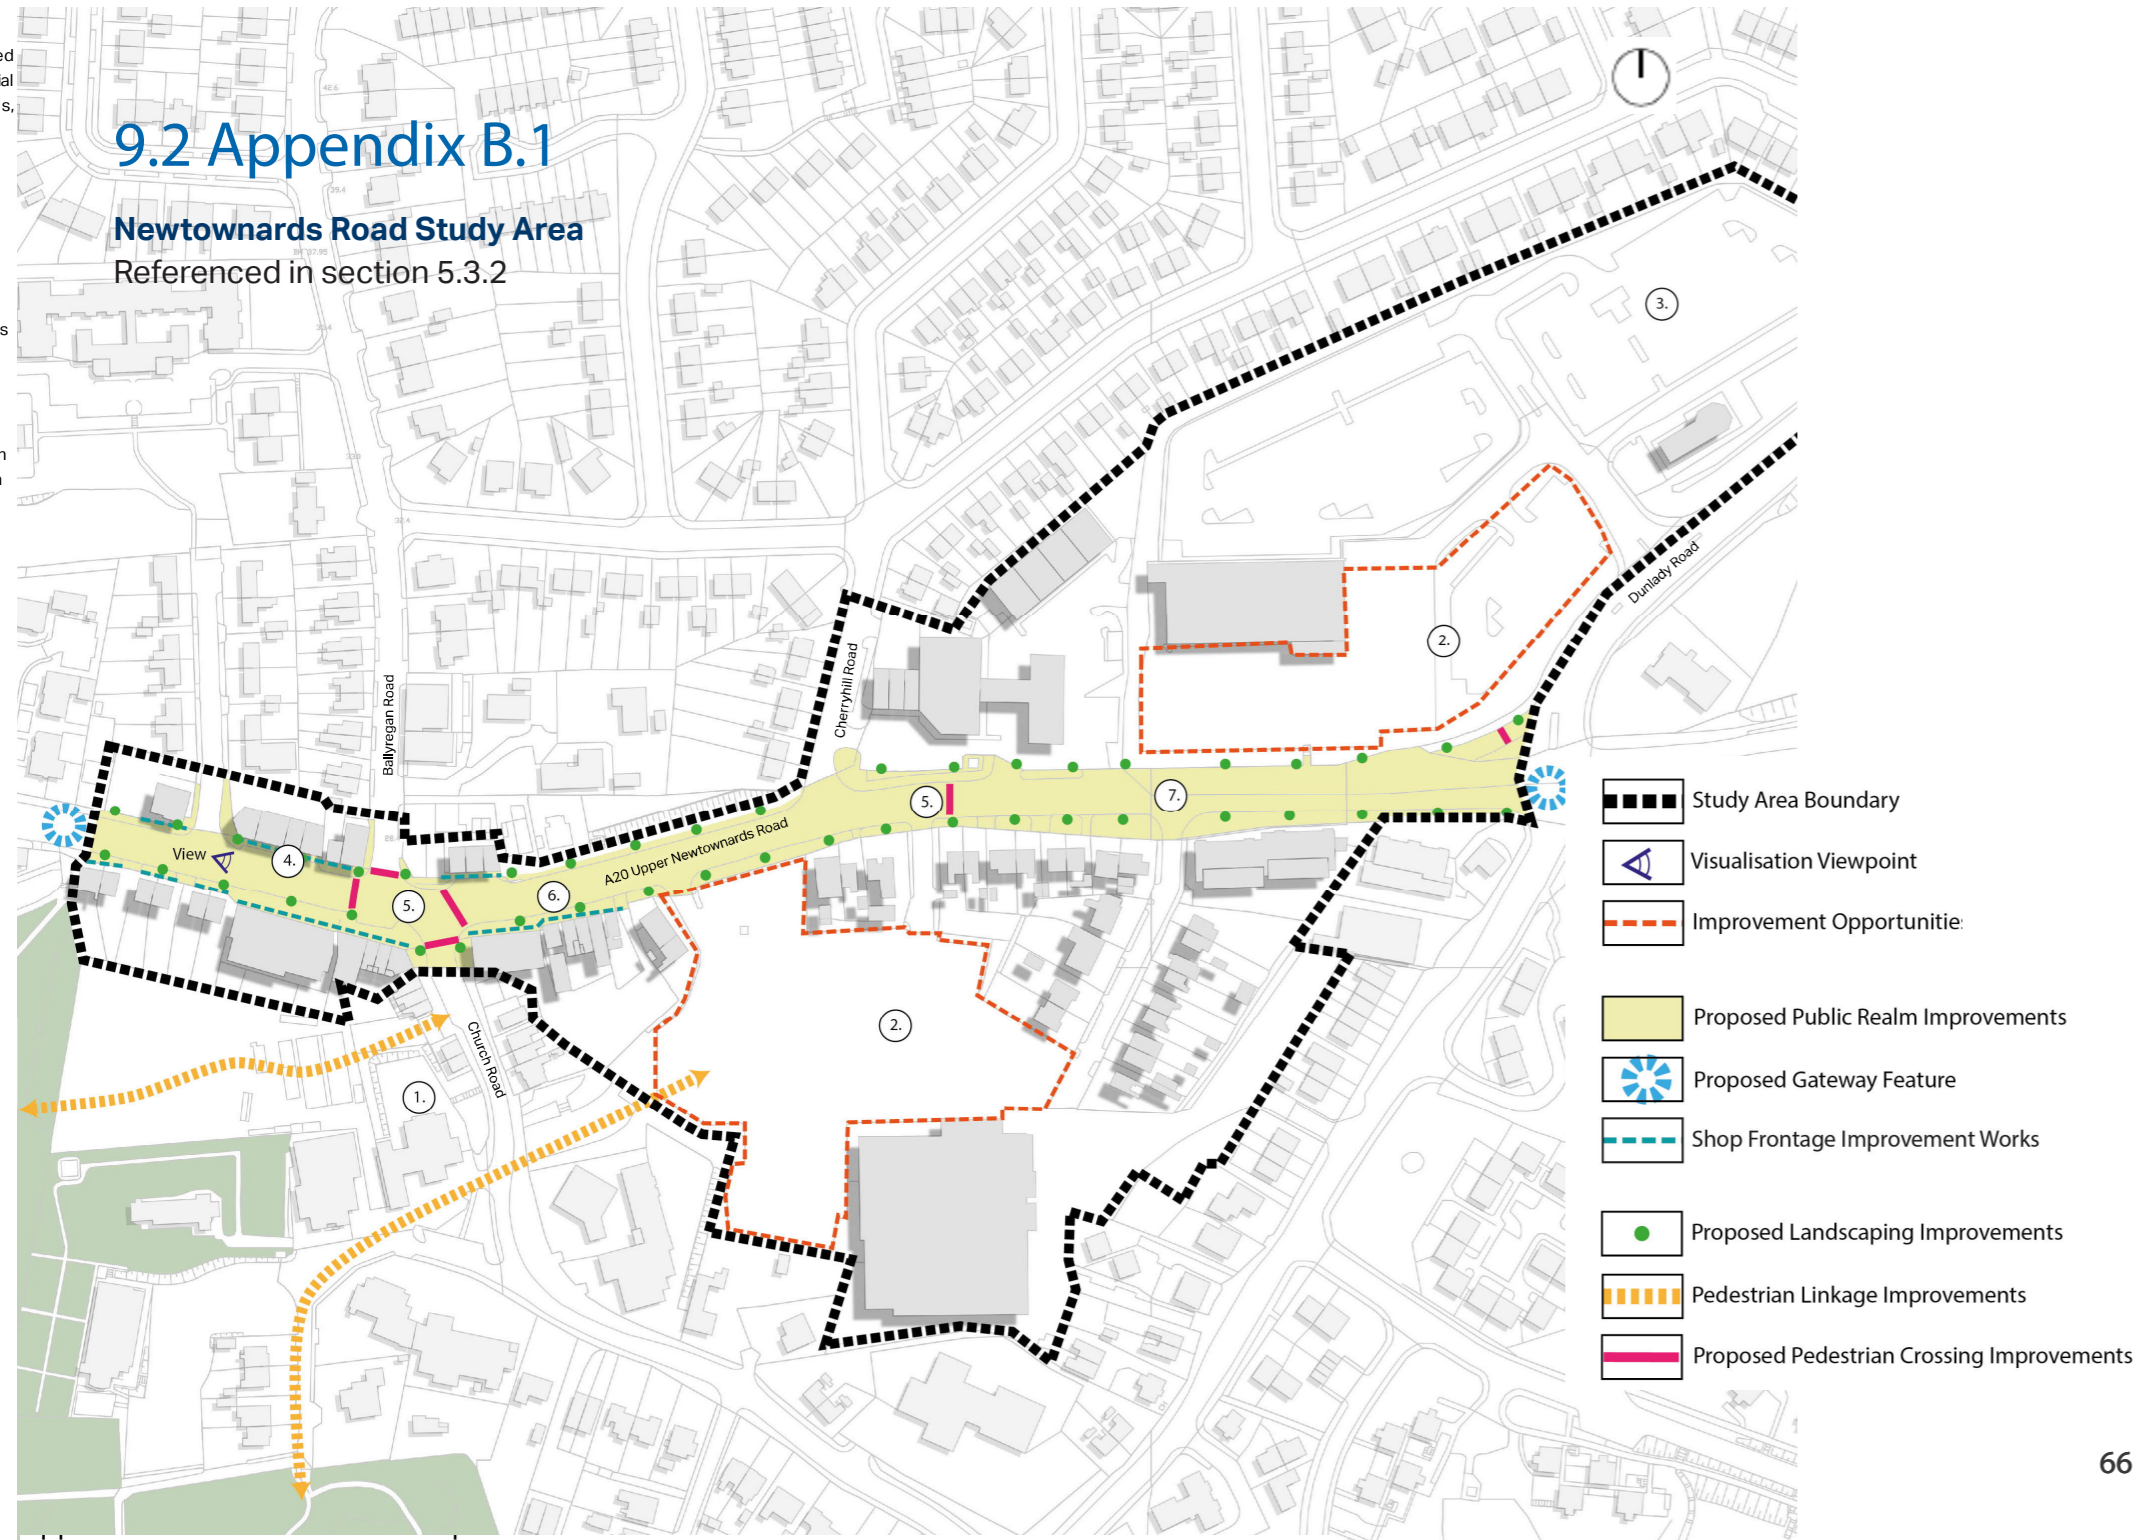 ed
ial
s,
9.2 Appendix B.1
Newtownards Road Study Area
Referenced in section 5.3.2
s
n
3.
2.
Dunlady Road
Cherryhill Road
Ballyregan Road
View
4.
5.
6.
A20 Upper Newtownards Road
5.
7.
2.
Church Road
1.
Study Area Boundary
Visualisation Viewpoint
Improvement Opportunitie
Proposed Public Realm Improvements
Proposed Gateway Feature
Shop Frontage Improvement Works
Proposed Landscaping Improvements
Pedestrian Linkage Improvements
Proposed Pedestrian Crossing Improvements
66